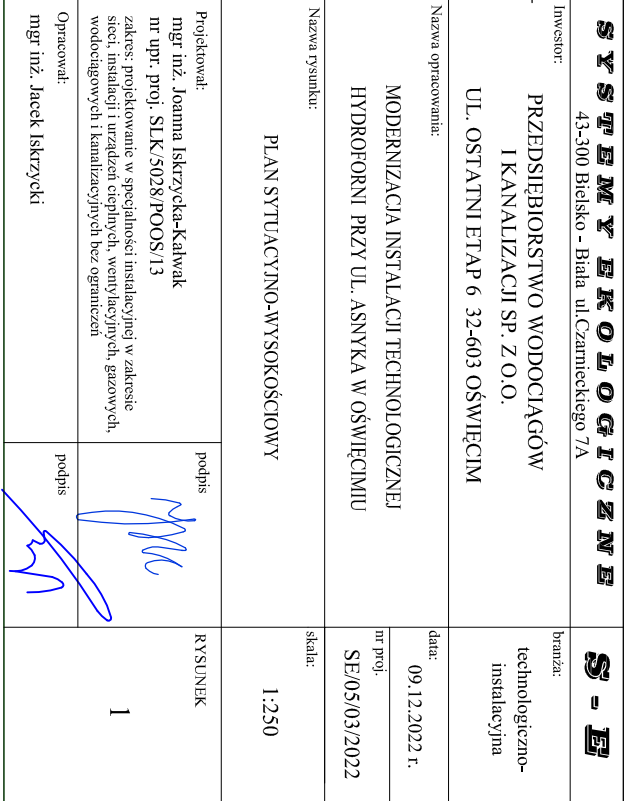 SYSTEMY EKOLOGICZNE
43-300 Bielsko - Biała ul.Czarnieckiego 7A
S - E
Inwestor:
PRZEDSIĘBIORSTWO WODOCIĄGÓW
I KANALIZACJI SP. Z O.O.
UL. OSTATNI ETAP 6 32-603 OŚWIĘCIM
branża:
technologiczno-
instalacyjna
Nazwa opracowania:
MODERNIZACJA INSTALACJI TECHNOLOGICZNEJ
HYDROFORNI PRZY UL. ASNYKA W OŚWIĘCIMIU
data:
09.12.2022 r.
nr proj.
SE/05/03/2022
Nazwa rysunku:
PLAN SYTUACYJNO-WYSOKOŚCIOWY
skala:
1:250
Projektował:
mgr inż. Joanna Iskrzycka-Kałwak
nr upr. proj. SLK/5028/POOS/13
zakres: projektowanie w specjalności instalacyjnej w zakresie
sieci, instalacji i urządzeń cieplnych, wentylacyjnych, gazowych,
wodociągowych i kanalizacyjnych bez ograniczeń
podpis
RYSUNEK
1
Opracował:
mgr inż. Jacek Iskrzycki
podpis